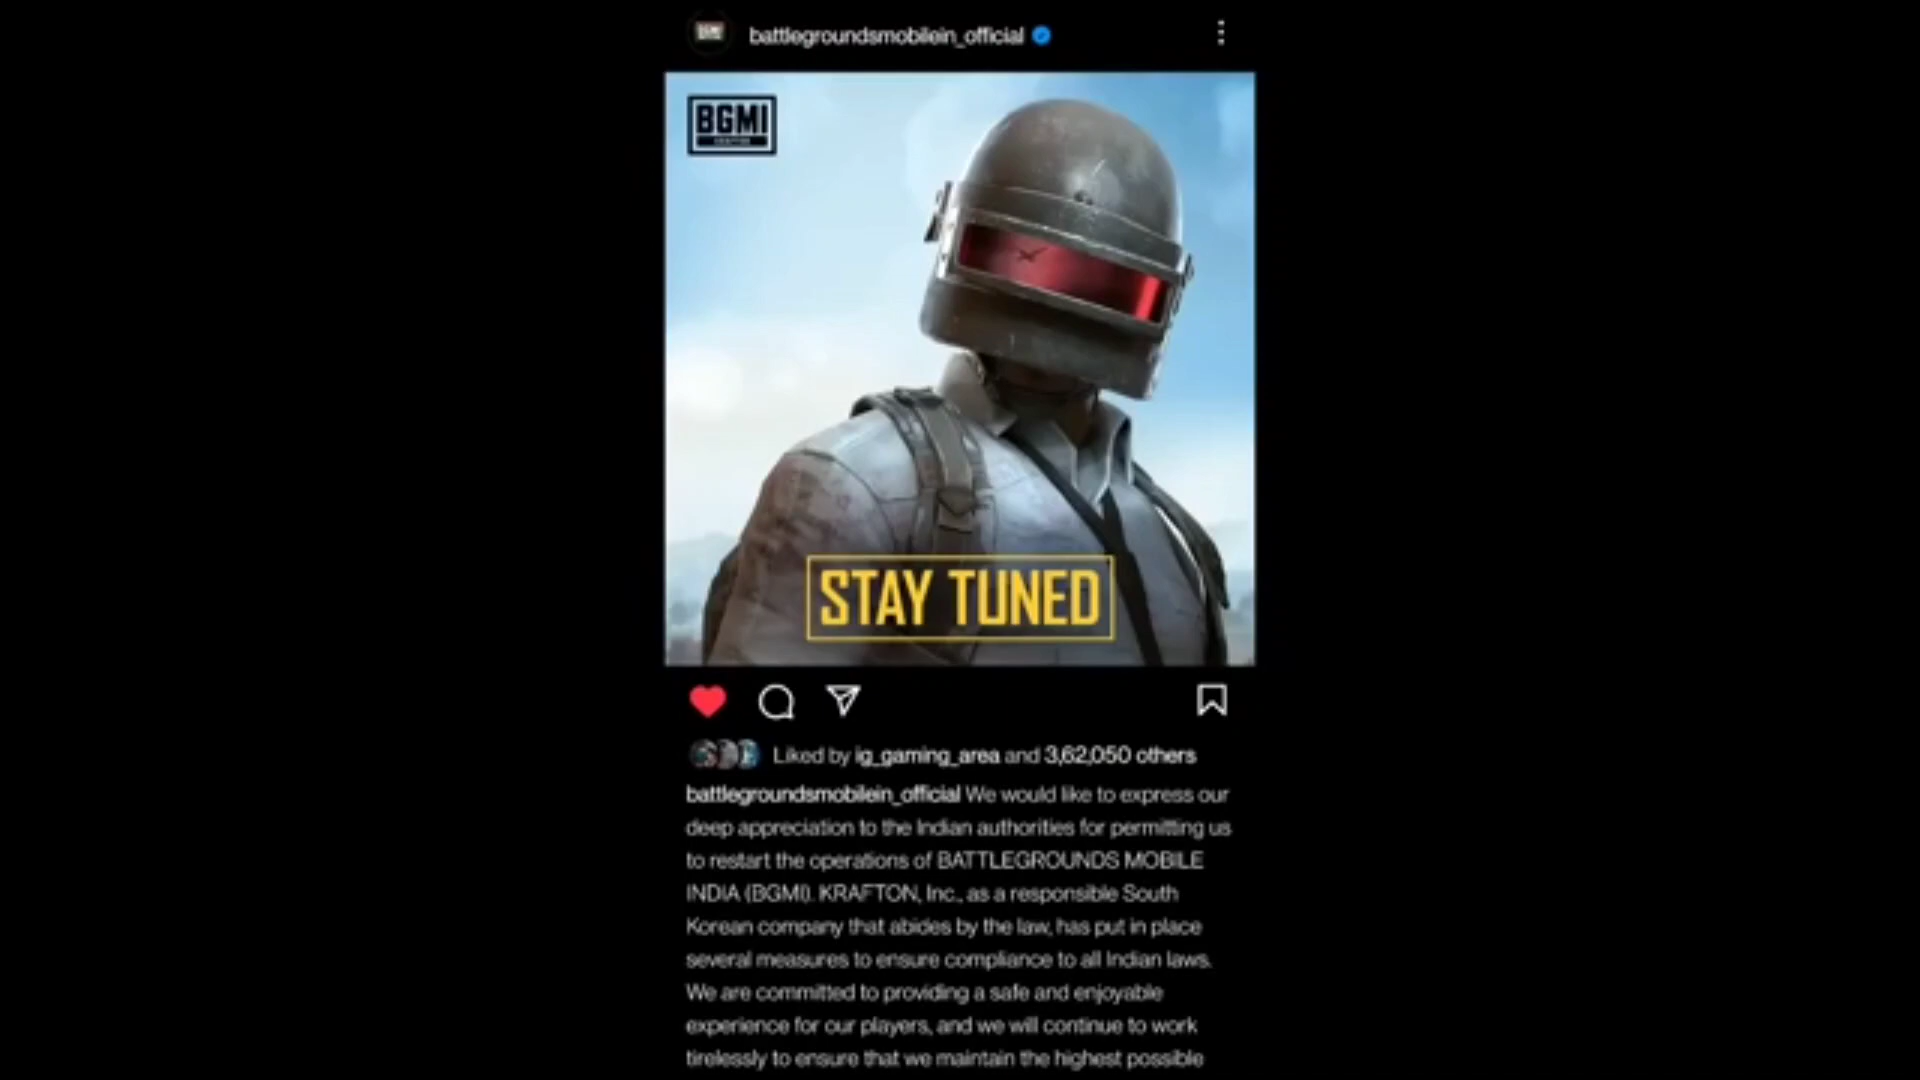 battlegroundsmobilein_official
BGMI
STAY TUNED
Liked by ig_gaming_area and 3,62,050 others
battlegroundsmobilein_official We would like to express our
deep appreciation to the Indian authorities for permitting us
to restart the operations of BATTLEGROUNDS MOBILE
INDIA (BGMI). KRAFTON, Inc., as a responsible South
Korean company that abides by the law, has put in place
several measures to ensure compliance to all Indian laws.
We are committed to providing a safe and enjoyable
experience for our players, and we will continue to work
tirelessly to ensure that we maintain the highest possible